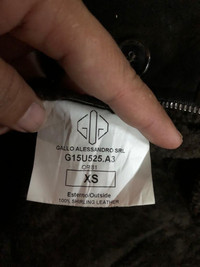 GALLO ALESSANDRO SRL
G15U525.A3
XS
Esterno/Outside
100% SHIRLING LEATHER